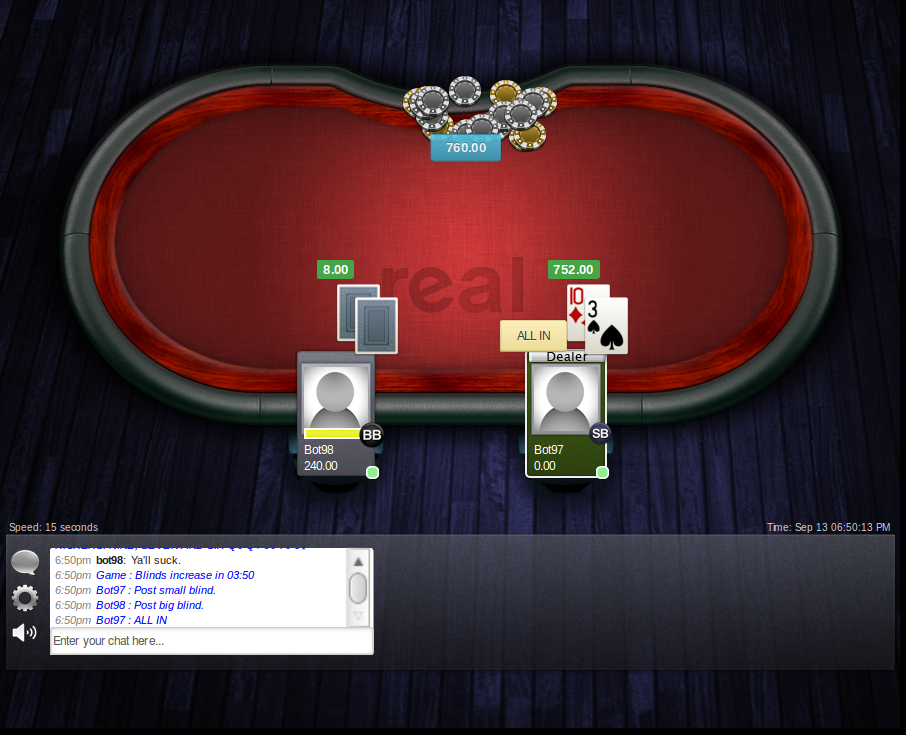 760.00
real
8.00
752.00
10
3
ALL IN
Dealer
BB
SB
Bot98
240.00
Bot97
0.00
Speed: 15 seconds
Time: Sep 13 06:50:13 PM
6:50pm bot98: Ya'll suck.
6:50pm Game : Blinds increase in 03:50
6:50pm Bot97 : Post small blind.
6:50pm Bot98 : Post big blind.
6:50pm Bot97 : ALL IN
Enter your chat here...